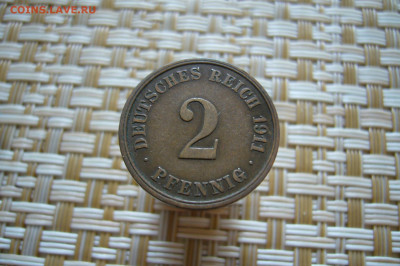 COINS.LAVE.RU
DEUTSCHES REICH 1911
2
PFENNIG